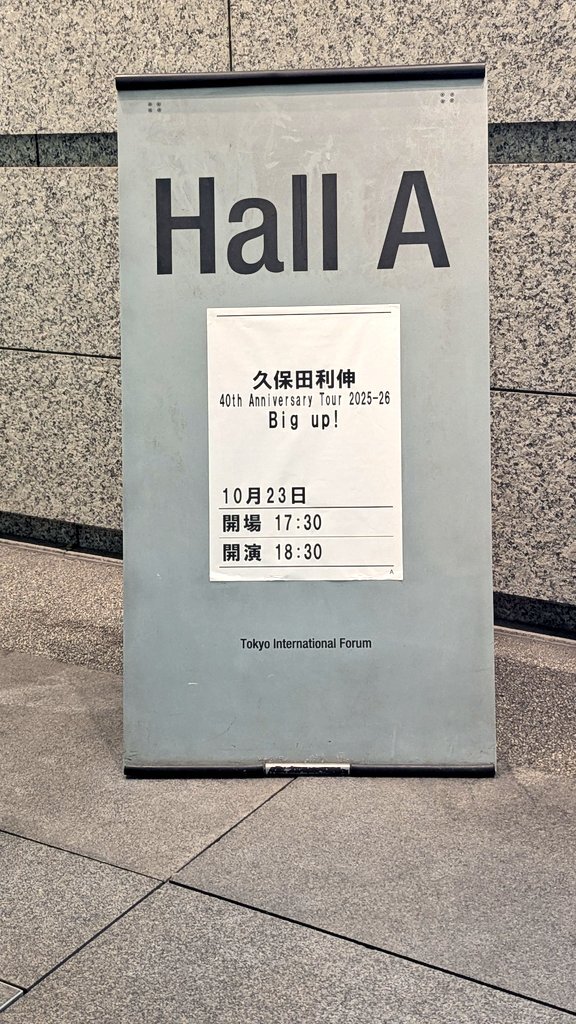 Hall A
久保田利伸
40th Anniversary Tour 2025-26
Big up!
10月23日
開場 17:30
開演 18:30
A
Tokyo International Forum